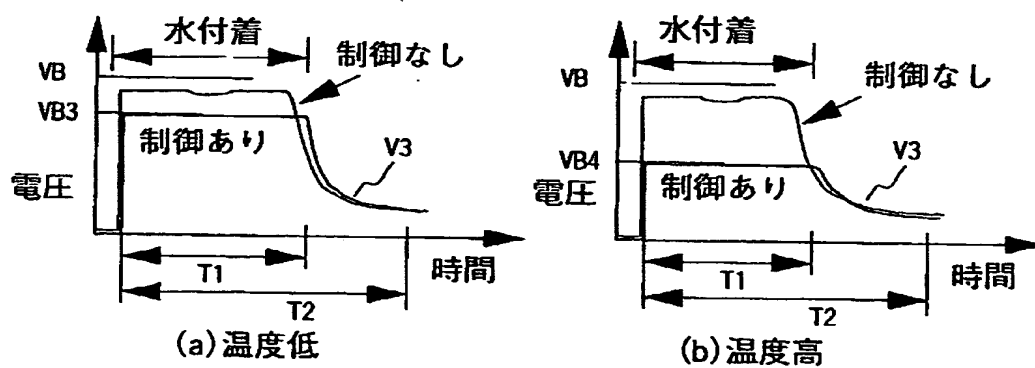 水付着
制御なし
VB
VB3
制御あり
V3
電圧
時間
T1
T2
(a)温度低
水付着
制御なし
VB
V3
VB4
電圧
制御あり
時間
T1
T2
(b)温度高